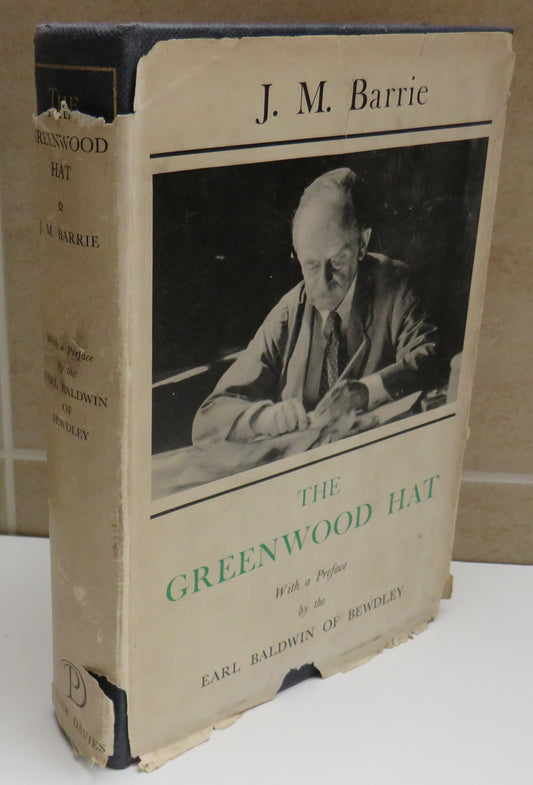 THE
GREENWOOD
HAT
J. M. BARRIE
With a Preface
by the
EARL BALDWIN
OF
BEWDLEY
PD
DAVIES
J. M. Barrie
THE
GREENWOOD HAT
With a Preface
by the
EARL BALDWIN OF BEWDLEY